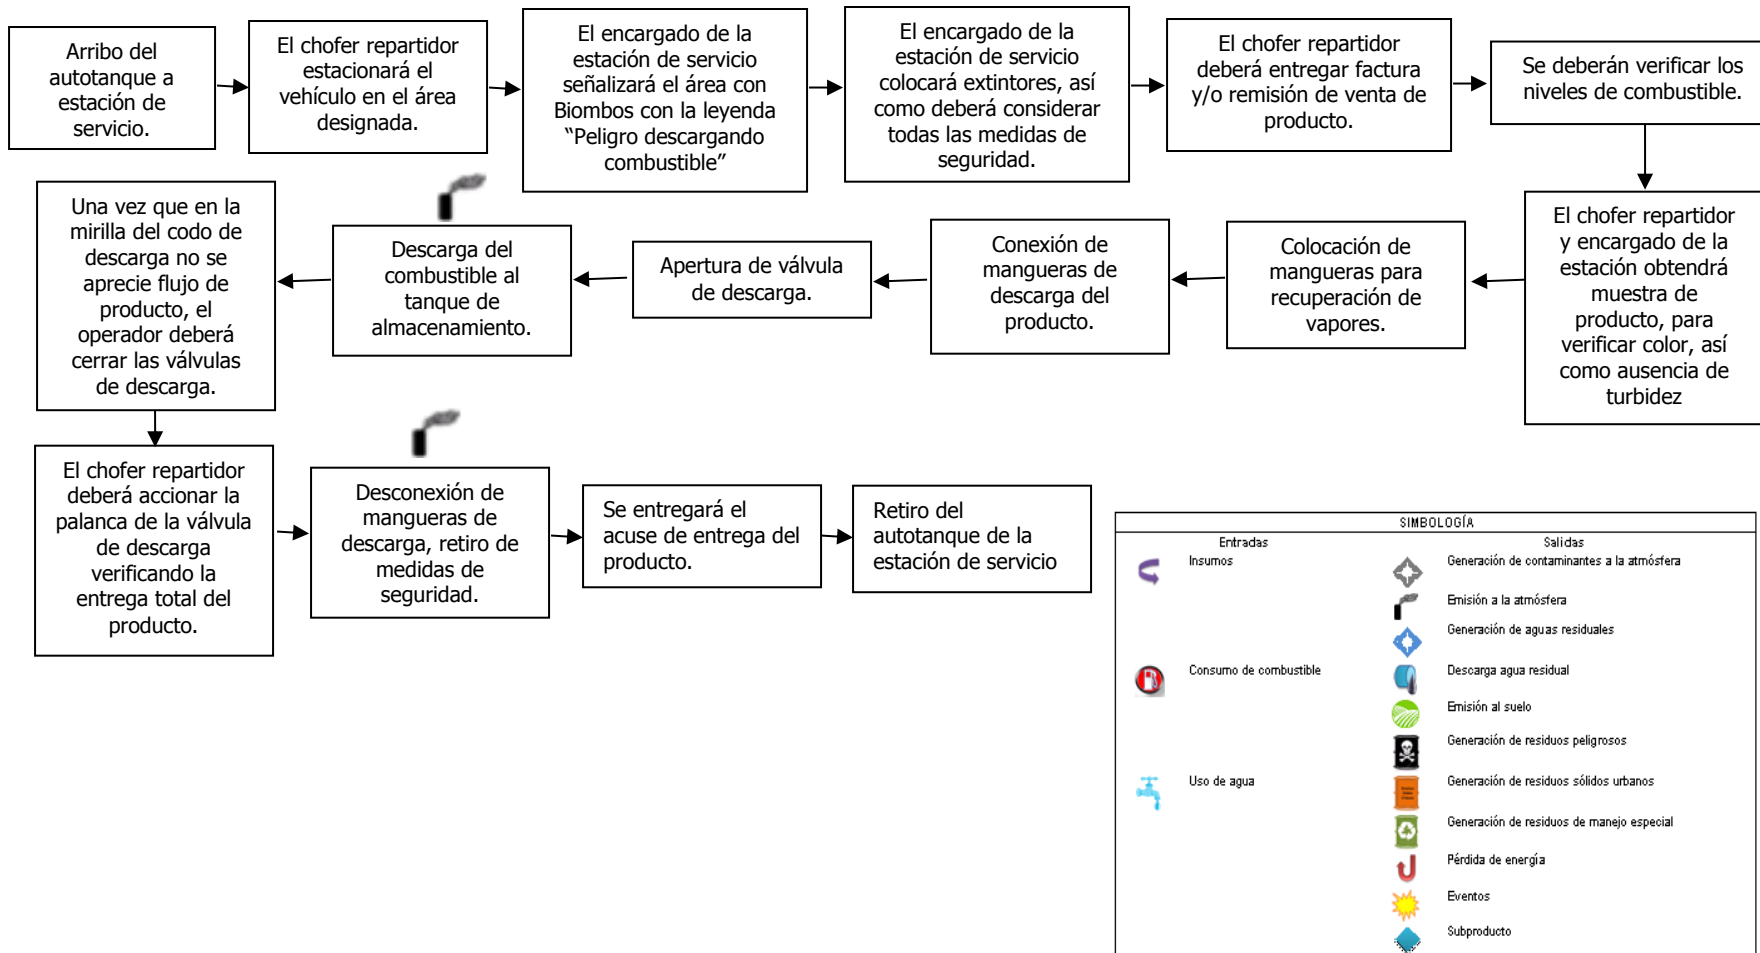 Arribo del
autotanque a
estación de
servicio.
El chofer repartidor
estacionará el
vehículo en el área
designada.
El encargado de la
estación de servicio
señalizará el área con
Biombos con la leyenda
“Peligro descargando
combustible”
El encargado de la
estación de servicio
colocará extintores, así
como deberá considerar
todas las medidas de
seguridad.
El chofer repartidor
deberá entregar factura
y/o remisión de venta de
producto.
Se deberán verificar los
niveles de combustible.
El chofer repartidor
y encargado de la
estación obtendrá
muestra de
producto, para
verificar color, así
como ausencia de
turbidez
Colocación de
mangueras para
recuperación de
vapores.
Conexión de
mangueras de
descarga del
producto.
Apertura de válvula
de descarga.
Descarga del
combustible al
tanque de
almacenamiento.
Una vez que en la
mirilla del codo de
descarga no se
aprecie flujo de
producto, el
operador deberá
cerrar las válvulas
de descarga.
El chofer repartidor
deberá accionar la
palanca de la válvula
de descarga
verificando la
entrega total del
producto.
Desconexión de
mangueras de
descarga, retiro de
medidas de
seguridad.
Se entregará el
acuse de entrega del
producto.
Retiro del
autotanque de la
estación de servicio
SIMBOLOGÍA
Entradas
Salidas
Insumos
Generación de contaminantes a la atmósfera
Emisión a la atmósfera
Generación de aguas residuales
Consumo de combustible
Descarga agua residual
Emisión al suelo
Generación de residuos peligrosos
Uso de agua
Generación de residuos sólidos urbanos
Generación de residuos de manejo especial
Pérdida de energía
Eventos
Subproducto